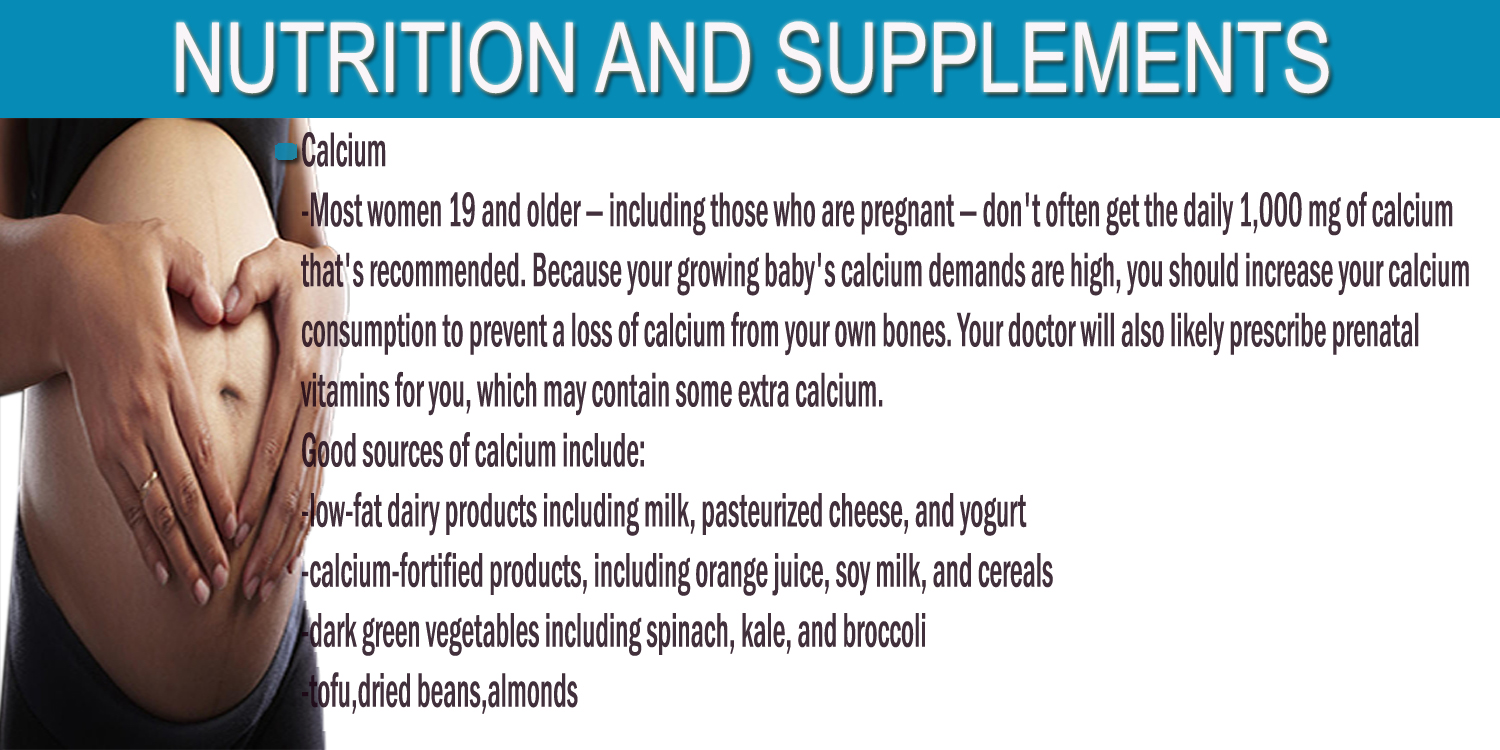 NUTRITION AND SUPPLEMENTS
Calcium
-Most women 19 and older – including those who are pregnant – don't often get the daily 1,000 mg of calcium
that's recommended. Because your growing baby's calcium demands are high, you should increase your calcium
consumption to prevent a loss of calcium from your own bones. Your doctor will also likely prescribe prenatal
vitamins for you, which may contain some extra calcium.
Good sources of calcium include:
-low-fat dairy products including milk, pasteurized cheese, and yogurt
-calcium-fortified products, including orange juice, soy milk, and cereals
-dark green vegetables including spinach, kale, and broccoli
-tofu,dried beans,almonds